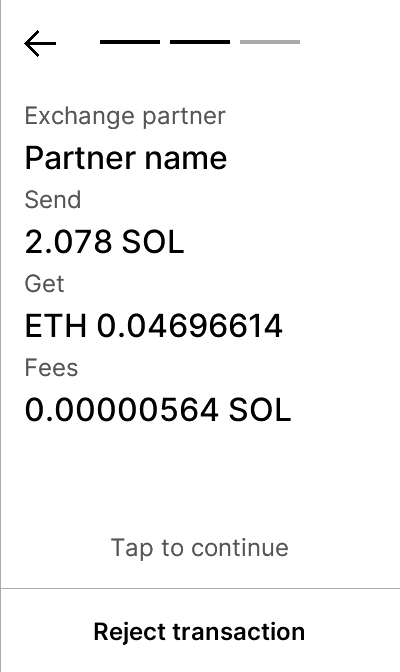 Exchange partner
Partner name
Send
2.078 SOL
Get
ETH 0.04696614
Fees
0.00000564 SOL
Tap to continue
Reject transaction